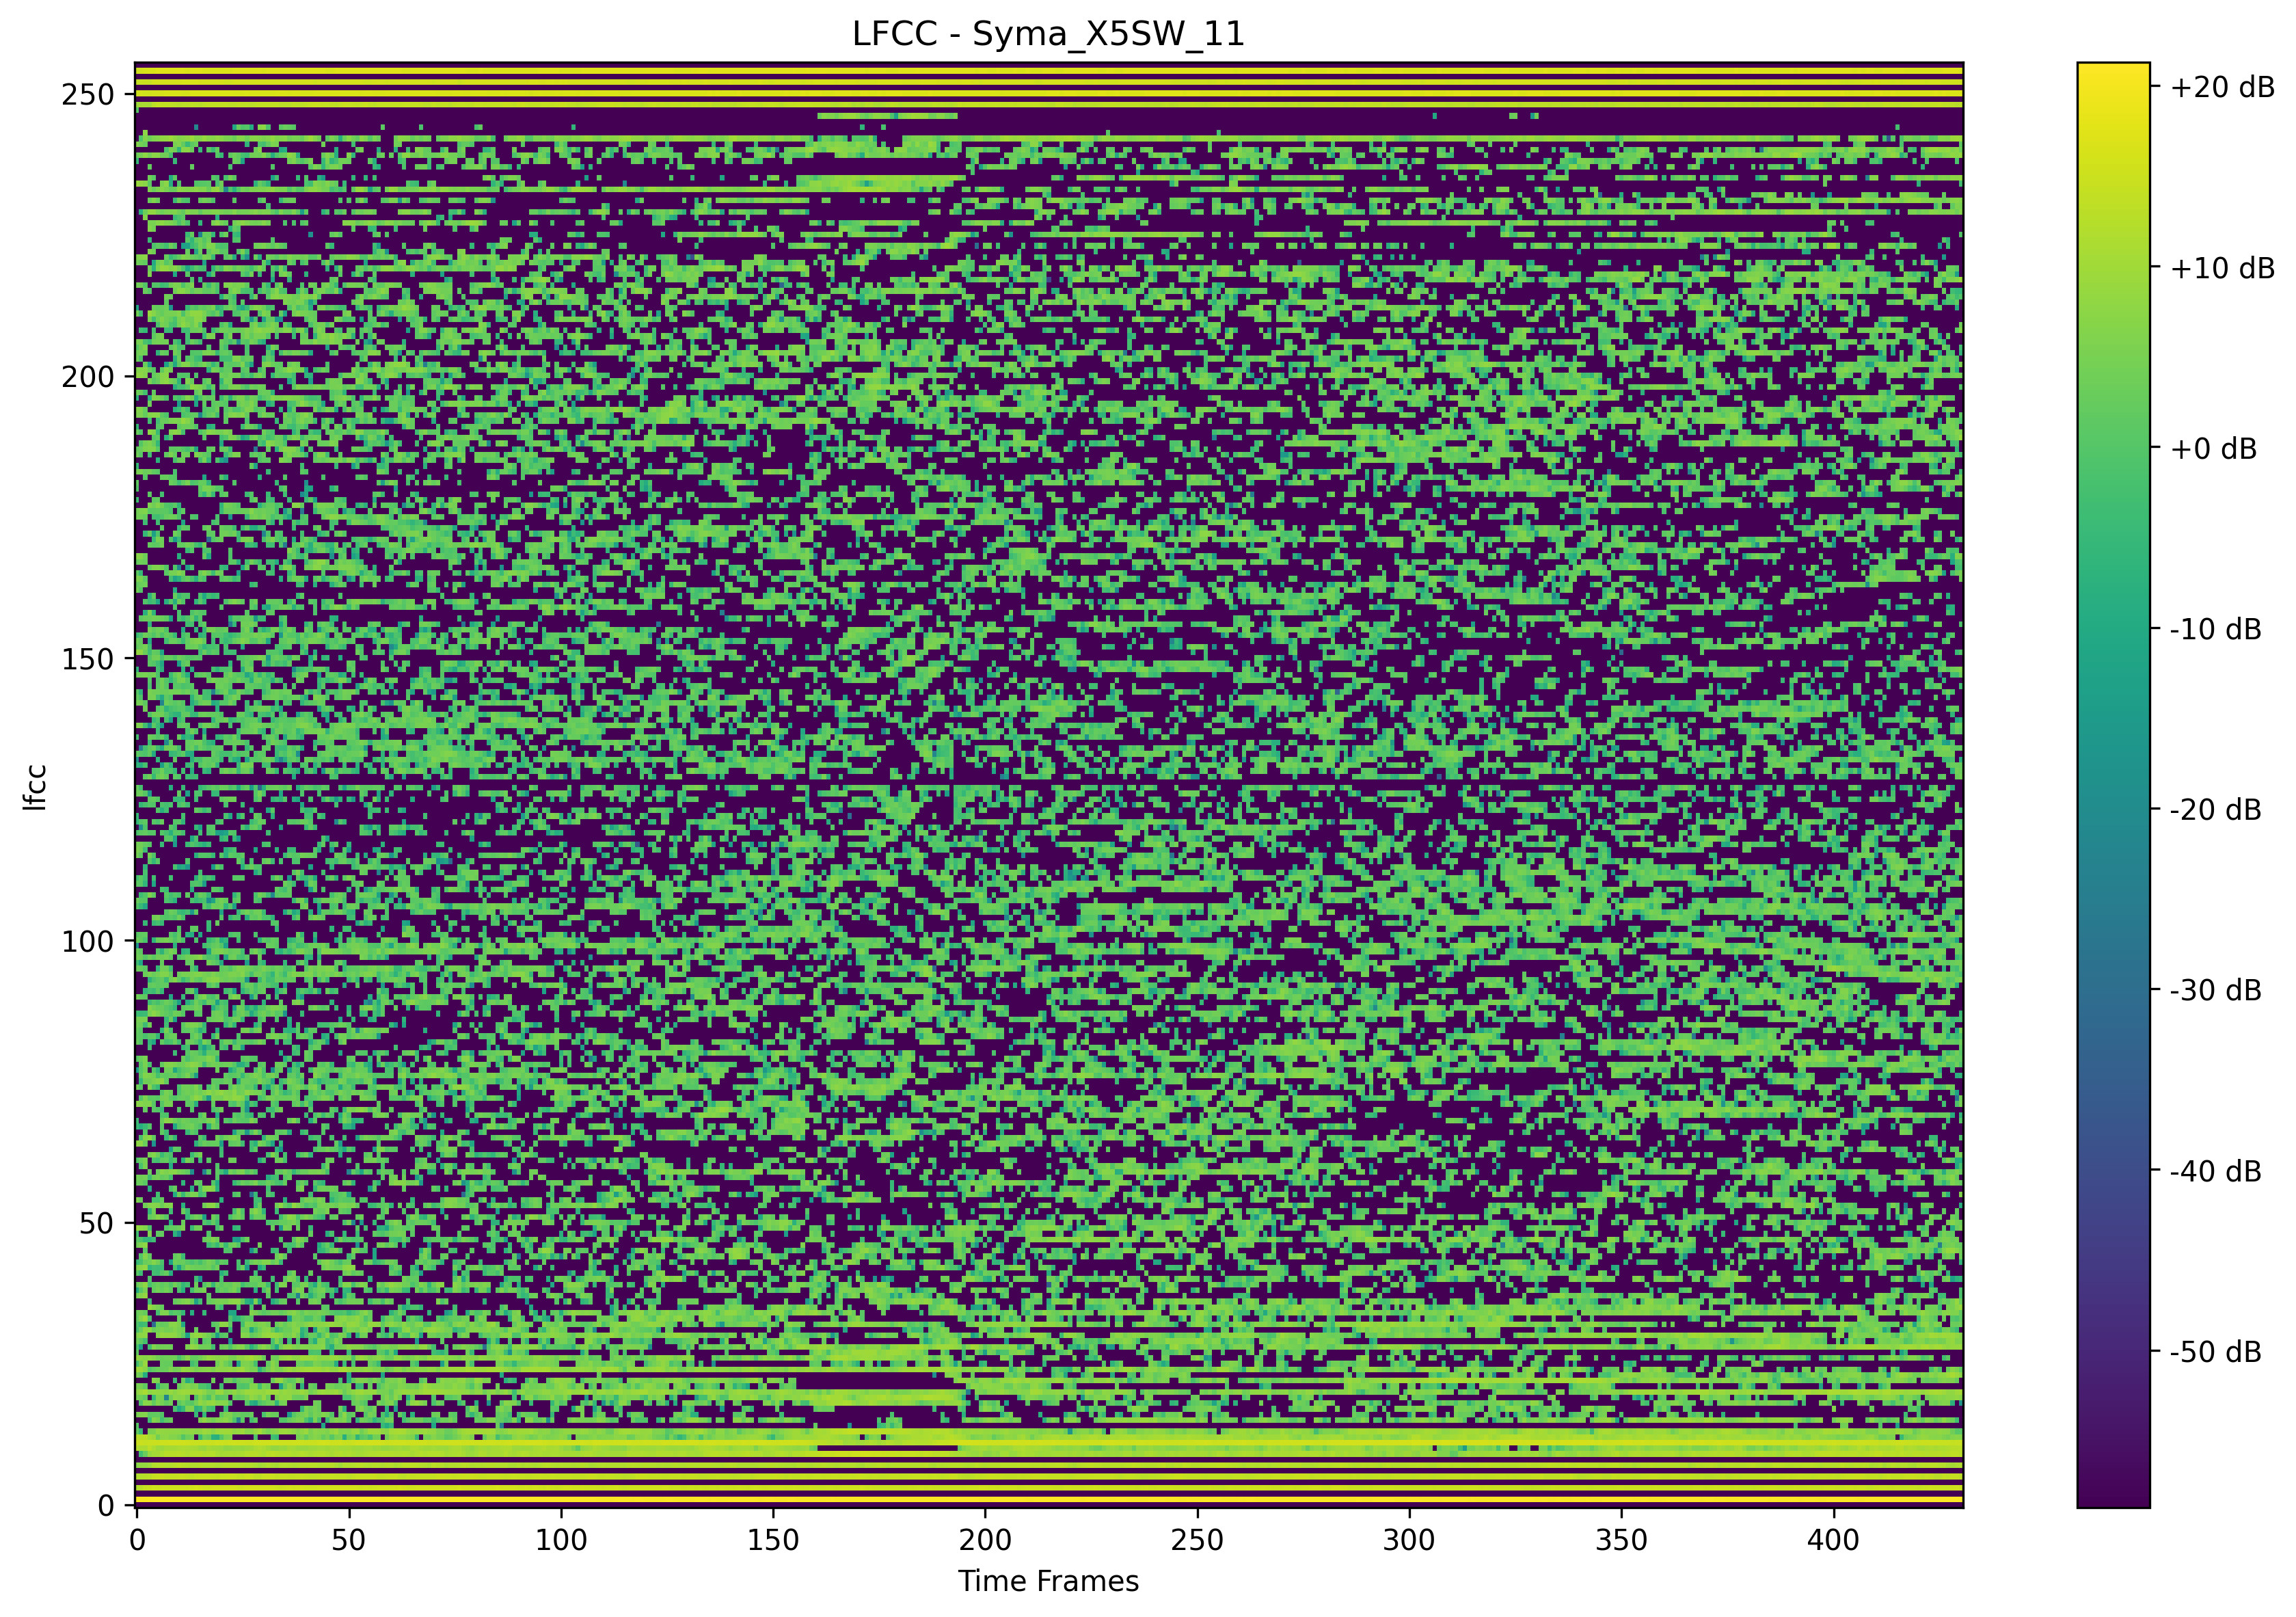 LFCC - Syma_X5SW_11
lfcc
250
200
150
100
50
0
0 50 100 150 200 250 300 350 400
Time Frames
+20 dB
+10 dB
+0 dB
-10 dB
-20 dB
-30 dB
-40 dB
-50 dB